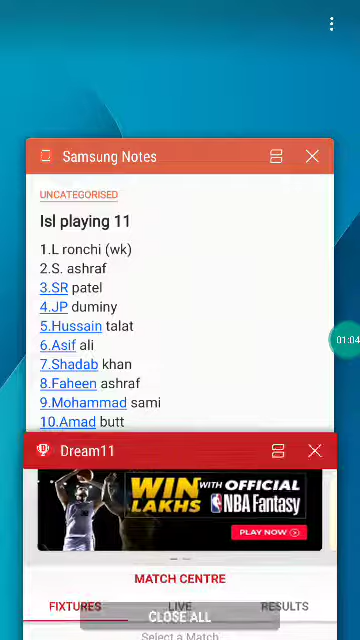 Samsung Notes
UNCATEGORISED
Isl playing 11
1.L ronchi (wk)
2.S. ashraf
3.SR patel
4.JP duminy
5.Hussain talat
6.Asif ali
7.Shadab khan
8.Faheen ashraf
9.Mohammad sami
10.Amad butt
01:04
Dream11
WIN WITH OFFICIAL
LAKHS NBA Fantasy
PLAY NOW
MATCH CENTRE
FIXTURES LIVE RESULTS
CLOSE ALL
Select a Match